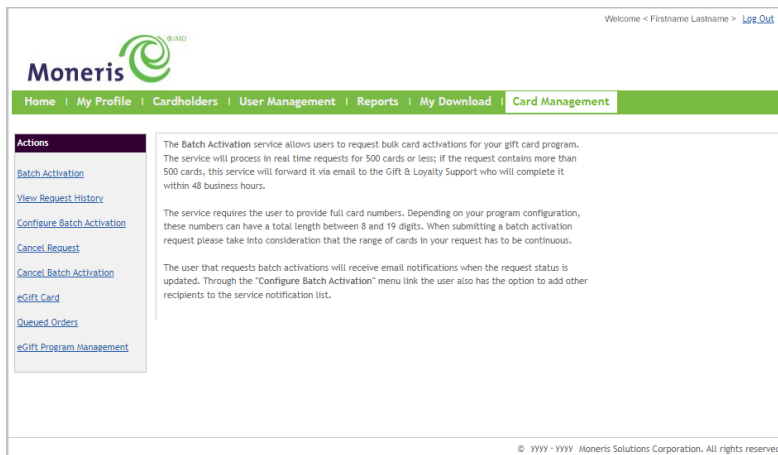 Welcome < Firstname Lastname > Log Out
®/MD
Moneris
Home | My Profile | Cardholders | User Management | Reports | My Download | Card Management
Actions
Batch Activation
View Request History
Configure Batch Activation
Cancel Request
Cancel Batch Activation
eGift Card
Queued Orders
eGift Program Management
The Batch Activation service allows users to request bulk card activations for your gift card program.
The service will process in real time requests for 500 cards or less; if the request contains more than
500 cards, this service will forward it via email to the Gift & Loyalty Support who will complete it
within 48 business hours.
The service requires the user to provide full card numbers. Depending on your program configuration,
these numbers can have a total length between 8 and 19 digits. When submitting a batch activation
request please take into consideration that the range of cards in your request has to be continuous.
The user that requests batch activations will receive email notifications when the request status is
updated. Through the "Configure Batch Activation" menu link the user also has the option to add other
recipients to the service notification list.
© yyyy - yyyy Moneris Solutions Corporation. All rights reserved